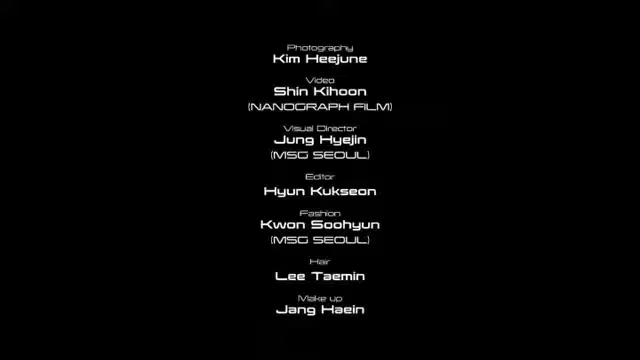 Photography
Kim Heejune
Video
Shin Kihoon
(NANOGRAPH FILM)
Visual Director
Jung Hyejin
(MSG SEOUL)
Editor
Hyun Kukseon
Fashion
Kwon Soohyun
(MSG SEOUL)
Hair
Lee Taemin
Make up
Jang Haein